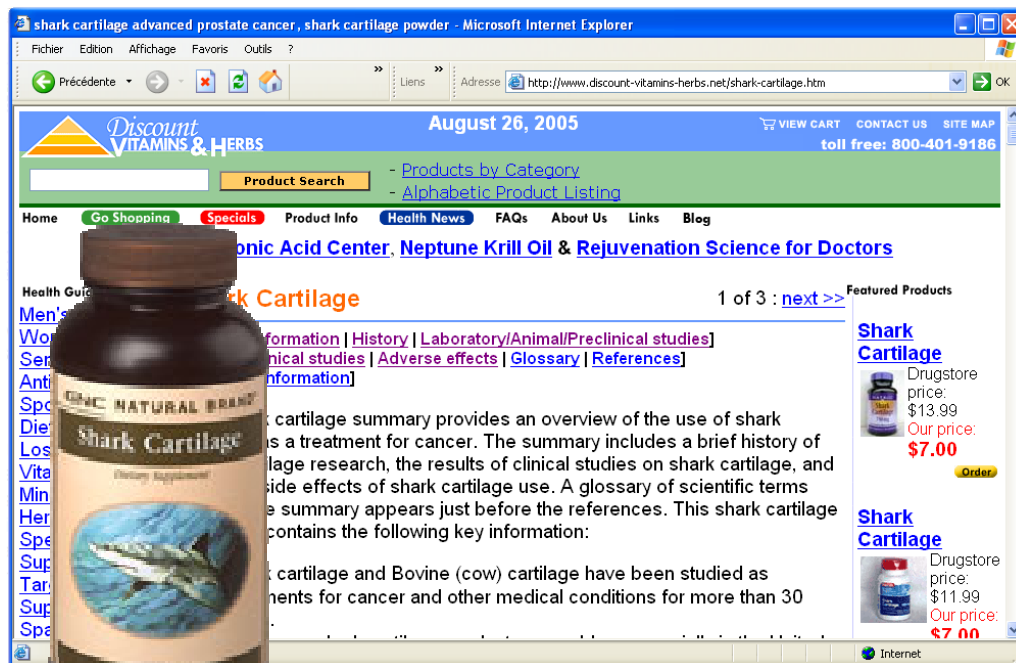 shark cartilage advanced prostate cancer, shark cartilage powder - Microsoft Internet Explorer
Fichier Edition Affichage Favoris Outils ?
Précédente » Liens » Adresse http://www.discount-vitamins-herbs.net/shark-cartilage.htm OK
Discount
VITAMINS & HERBS
August 26, 2005
VIEW CART CONTACT US SITE MAP
toll free: 800-401-9186
Product Search
- Products by Category
- Alphabetic Product Listing
Home Go Shopping Specials Product Info Health News FAQs About Us Links Blog
onic Acid Center, Neptune Krill Oil & Rejuvenation Science for Doctors
Health Gui
Men's
Wo
Ser
Anti
Spo
Diet
Los
Vita
Min
Her
Spe
Sup
Targ
Sup
Spa
GNC NATURAL BRAND
Shark Cartilage
Dietary Supplement
rk Cartilage
1 of 3 : next >>
formation | History | Laboratory/Animal/Preclinical studies]
nical studies | Adverse effects | Glossary | References]
nformation]
k cartilage summary provides an overview of the use of shark
as a treatment for cancer. The summary includes a brief history of
ilage research, the results of clinical studies on shark cartilage, and
ide effects of shark cartilage use. A glossary of scientific terms
e summary appears just before the references. This shark cartilage
contains the following key information:
k cartilage and Bovine (cow) cartilage have been studied as
ments for cancer and other medical conditions for more than 30
Featured Products
Shark
Cartilage
Drugstore
price:
$13.99
Our price:
$7.00
Order
Shark
Cartilage
Drugstore
price:
$11.99
Our price:
$7.00
Internet